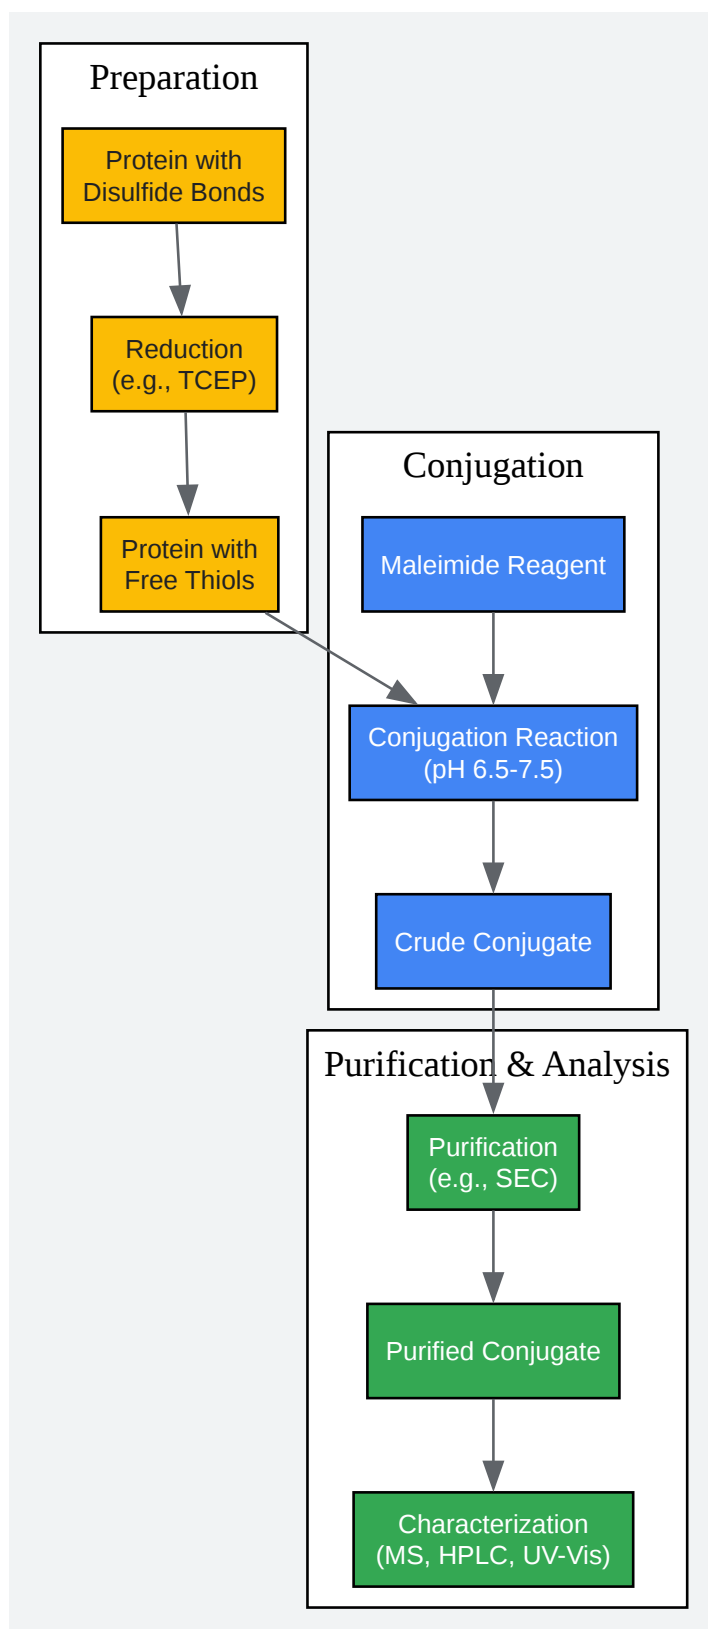 Preparation
Protein with
Disulfide Bonds
Reduction
(e.g., TCEP)
Protein with
Free Thiols
Conjugation
Maleimide Reagent
Conjugation Reaction
(pH 6.5-7.5)
Crude Conjugate
Purification & Analysis
Purification
(e.g., SEC)
Purified Conjugate
Characterization
(MS, HPLC, UV-Vis)